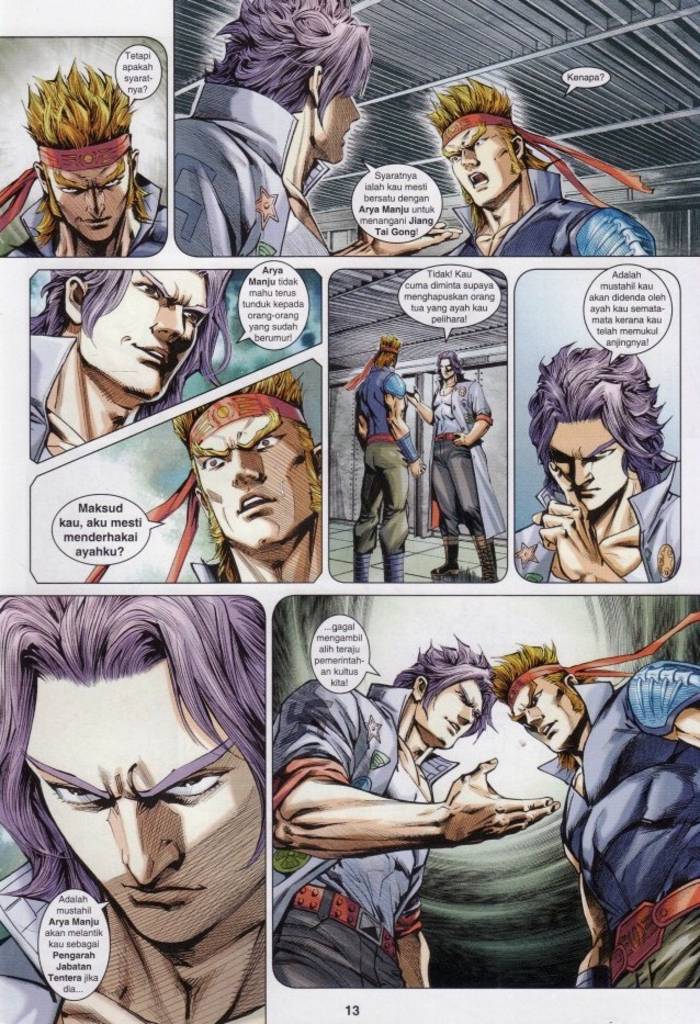 Tetapi
apakah
syarat-
nya?
Kenapa?
Syaratnya
ialah kau mesti
bersatu dengan
Arya Manju untuk
menangani Jiang
Tai Gong!
Arya
Manju tidak
mahu terus
tunduk kepada
orang-orang
yang sudah
berumur!
Maksud
kau, aku mesti
menderhakai
ayahku?
Tidak! Kau
cuma diminta supaya
menghapuskan orang
tua yang ayah kau
pelihara!
Adalah
mustahil kau
akan didenda oleh
ayah kau semata-
mata kerana kau
telah memukul
anjingnya!
Adalah
mustahil
Arya Manju
akan melantik
kau sebagai
Pengarah
Jabatan
Tentera jika
dia...
...gagal
mengambil
alih teraju
pemerintah-
an kultus
kita!
13